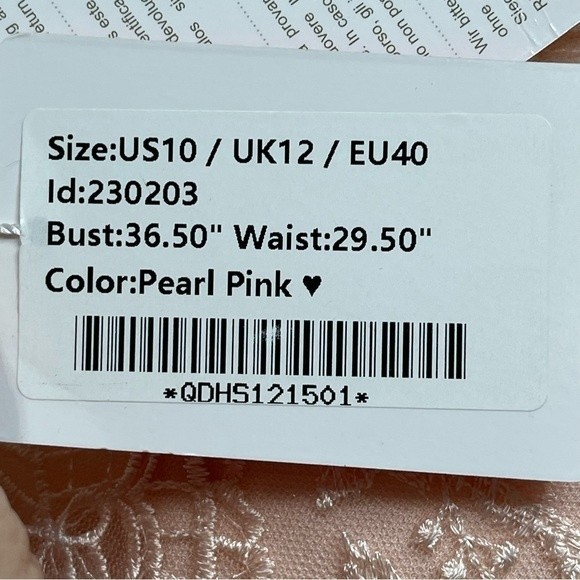 Size:US10 / UK12 / EU40
Id:230203
Bust:36.50" Waist:29.50"
Color:Pearl Pink ♥
*QDHS121501*